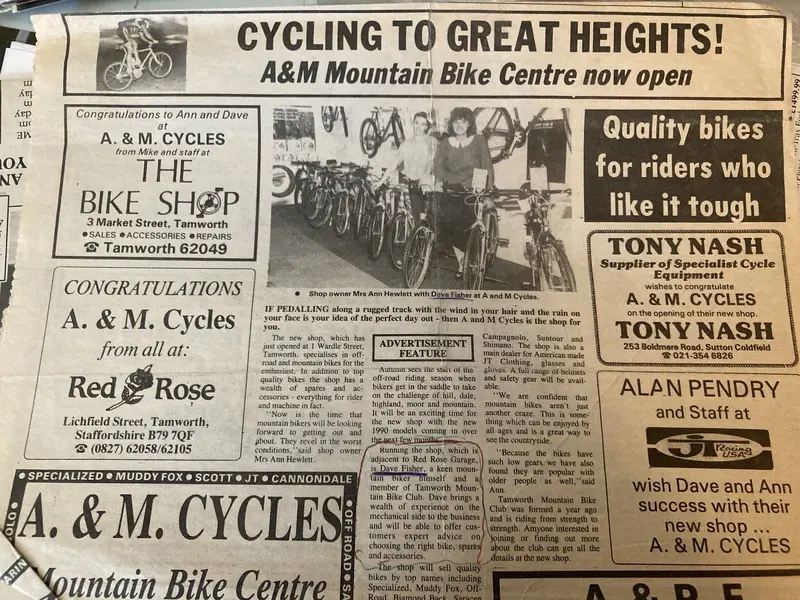 CYCLING TO GREAT HEIGHTS!
A&M Mountain Bike Centre now open
Congratulations to Ann and Dave
at
A. & M. CYCLES
from Mike and staff at
THE
BIKE SHOP
3 Market Street, Tamworth
●SALES ●ACCESSORIES ●REPAIRS
☎ Tamworth 62049
CONGRATULATIONS
A. & M. Cycles
from all at:
Red Rose
Lichfield Street, Tamworth,
Staffordshire B79 7QF
☎ (0827) 62058/62105
● SPECIALIZED ● MUDDY FOX ● SCOTT ● JT ● CANNONDALE
● OFF ROAD ● SA
OLO ●
A. & M. CYCLES
Mountain Bike Centre
ARIN
● Shop owner Mrs Ann Hewlett with Dave Fisher at A and M Cycles.
IF PEDALLING along a rugged track with the wind in your hair and the rain on
your face is your idea of the perfect day out - then A and M Cycles is the shop for
you.
The new shop, which has
just opened at 1 Wardle Street,
Tamworth, specialises in off-
road and mountain bikes for the
enthusiast. In addition to top
quality bikes the shop has a
wealth of spares and ac-
cessories - everything for rider
and machine in fact.
"Now is the time that
mountain bikers will be looking
forward to getting out and
about. They revel in the worst
conditions," said shop owner
Mrs Ann Hewlett.
ADVERTISEMENT
FEATURE
Autumn sees the start of the
off-road riding season when
bikers get in the saddle to take
on the challenge of hill, dale,
highland, moor and mountain.
It will be an exciting time for
the new shop with the new
1990 models coming in over
the next few months.
Running the shop, which is
adjacent to Red Rose Garage,
is Dave Fisher, a keen moun-
tain biker himself and a
member of Tamworth Moun-
tain Bike Club. Dave brings a
wealth of experience on the
mechanical side to the business
and will be able to offer cus-
tomers expert advice on
choosing the right bike, spares
and accessories.
The shop will sell quality
bikes by top names including
Specialized, Muddy Fox, Off-
Road, Diamond Back, Saracen
Campagnolo, Suntour and
Shimano. The shop is also a
main dealer for American made
JT Clothing, glasses and
gloves. A full range of helmets
and safety gear will be avail-
able.
"We are confident that
mountain bikes aren't just
another craze. This is some-
thing which can be enjoyed by
all ages and is a great way to
see the countryside.
"Because the bikes have
such low gears, we have also
found they are popular with
older people as well," said
Ann.
Tamworth Mountain Bike
Club was formed a year ago
and is riding from strength to
strength. Anyone interested in
joining or finding out more
about the club can get all the
details at the new shop.
Quality bikes
for riders who
like it tough
TONY NASH
Supplier of Specialist Cycle
Equipment
wishes to congratulate
A. & M. CYCLES
on the opening of their new shop.
TONY NASH
253 Boldmere Road, Sutton Coldfield
☎ 021-354 6826
ALAN PENDRY
and Staff at
JT Racing
USA
wish Dave and Ann
success with their
new shop ...
A. & M. CYCLES
£1499.99